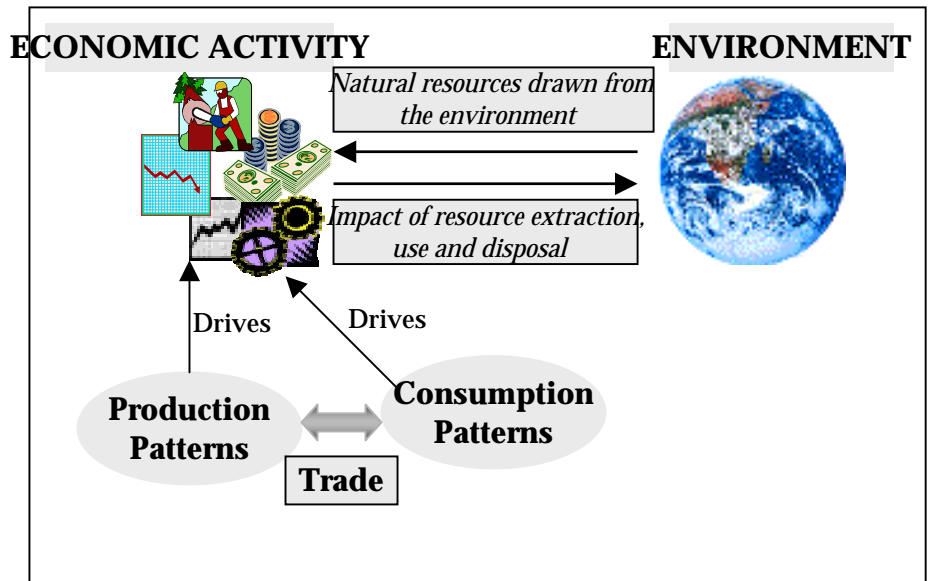 ECONOMIC ACTIVITY
ENVIRONMENT
Natural resources drawn from
the environment
Impact of resource extraction,
use and disposal
Drives
Drives
Production
Patterns
Consumption
Patterns
Trade